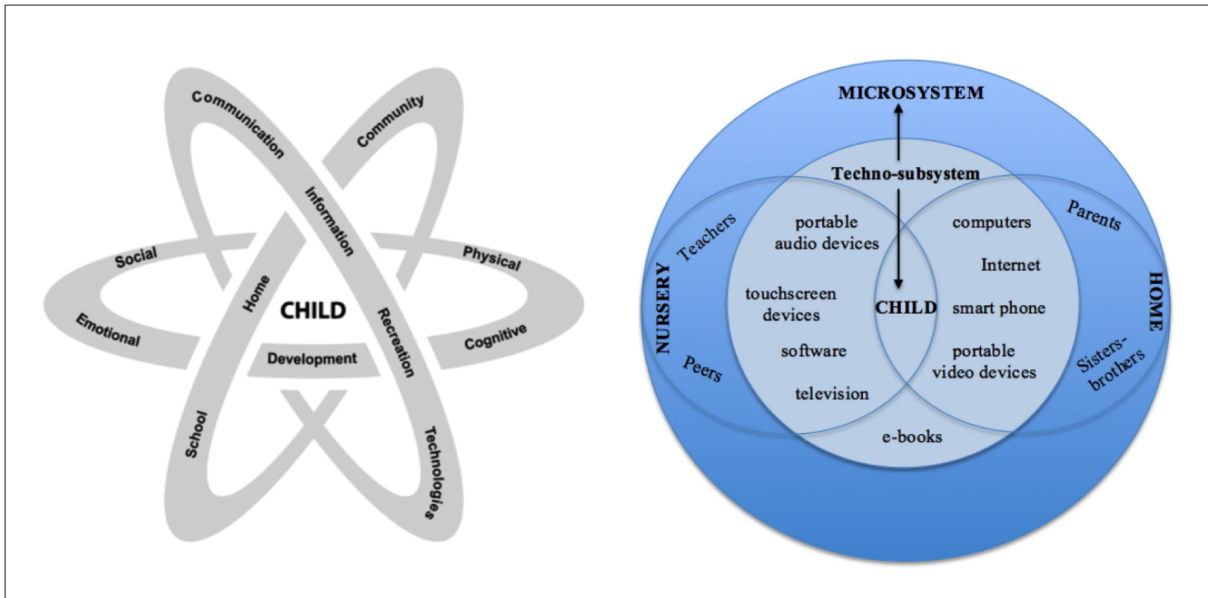 Communication
Community
Information
Social
Physical
Home
CHILD
Emotional
Development
Recreation
Cognitive
School
Technologies
MICROSYSTEM
Techno-subsystem
Teachers
portable
audio devices
computers
Parents
Internet
NURSERY
touchscreen
devices
CHILD
smart phone
HOME
Peers
software
portable
video devices
Sisters-
brothers
television
e-books